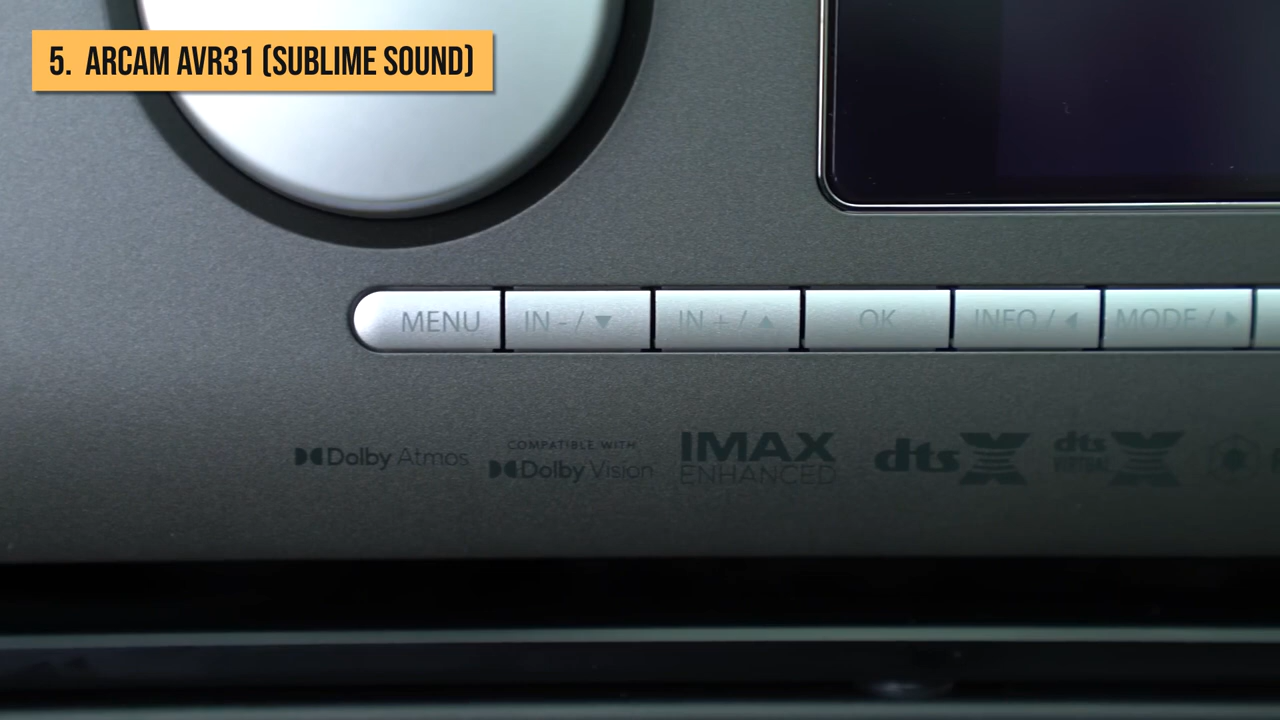 5. ARCAM AVR31 (SUBLIME SOUND)
MENU IN - / ▼ IN + / ▲ OK INFO / ◀ MODE / ▶
Dolby Atmos
COMPATIBLE WITH
Dolby Vision
IMAX
ENHANCED
dts X
dts X
VIRTUAL